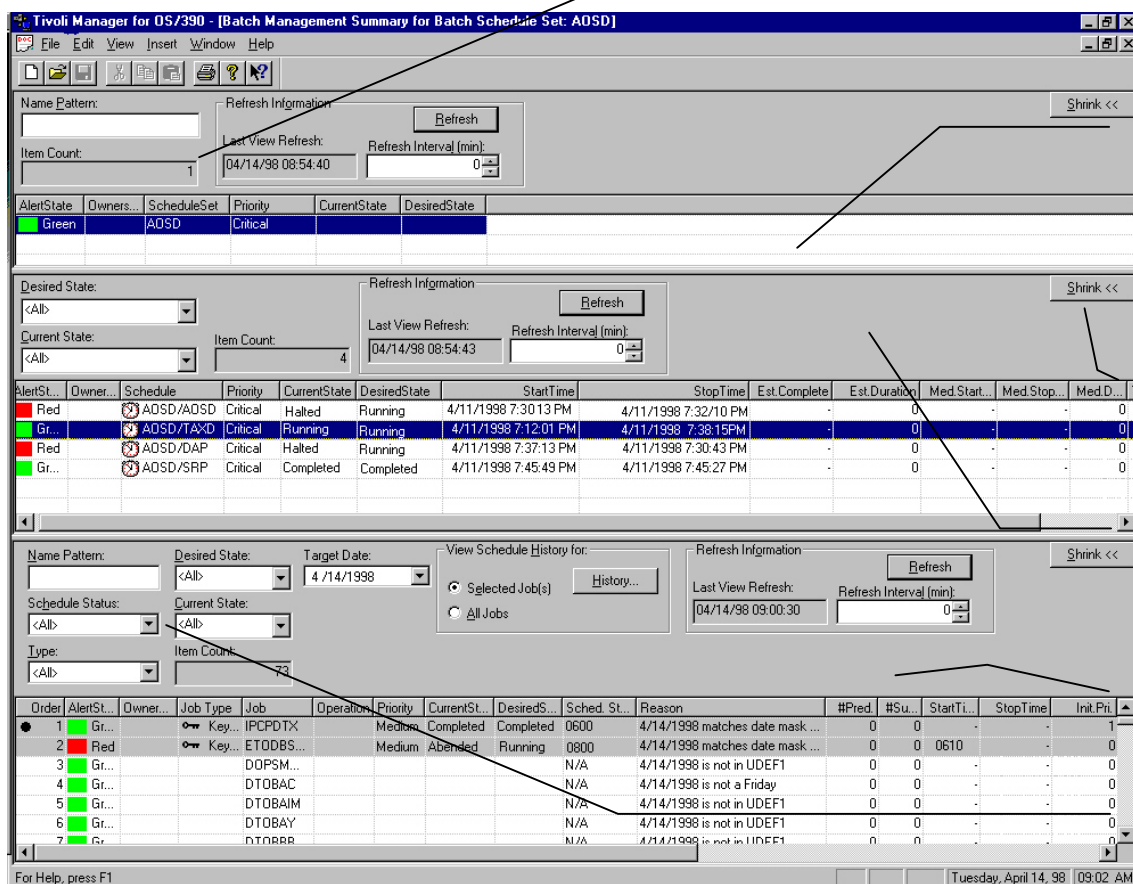 Tivoli Manager for OS/390 - [Batch Management Summary for Batch Schedule Set: AOSD]
File Edit View Insert Window Help
Name Pattern:
Refresh Information
Refresh
Shrink <<
Item Count:
1
Last View Refresh:
04/14/98 08:54:40
Refresh Interval (min):
0
AlertState Owners... ScheduleSet Priority CurrentState DesiredState
Green AOSD Critical
Desired State:
<All>
Refresh Information
Refresh
Shrink <<
Current State:
<All>
Item Count:
4
Last View Refresh:
04/14/98 08:54:43
Refresh Interval (min):
0
AlertSt... Owner... Schedule Priority CurrentState DesiredState StartTime StopTime Est.Complete Est.Duration Med.Start... Med.Stop... Med.D...
Red AOSD/AOSD Critical Halted Running 4/11/1998 7:30 13 PM 4/11/1998 7:32/10 PM - 0 - - 0
Gr... AOSD/TAXD Critical Running Running 4/11/1998 7:12:01 PM 4/11/1998 7:38:15PM - 0 - - 0
Red AOSD/DAP Critical Halted Running 4/11/1998 7:37:13 PM 4/11/1998 7:30:43 PM - 0 - - 0
Gr... AOSD/SRP Critical Completed Completed 4/11/1998 7:45:49 PM 4/11/1998 7:45:27 PM - 0 - - 0
Name Pattern:
Desired State:
<All>
Target Date:
4 /14/1998
View Schedule History for:
Selected Job(s)
All Jobs
History...
Refresh Information
Refresh
Shrink <<
Schedule Status:
<All>
Current State:
<All>
Last View Refresh:
04/14/98 09:00:30
Refresh Interval (min):
0
Type:
<All>
Item Count:
73
Order AlertSt... Owner... Job Type Job Operation Priority CurrentSt... DesiredS... Sched. St... Reason #Pred. #Su... StartTi... StopTime Init.Pri.
1 Gr... Key... IPCPDTX Medium Completed Completed 0600 4/14/1998 matches date mask ... 0 0 - - 1
2 Red Key... ETODBS... Medium Abended Running 0800 4/14/1998 matches date mask ... 0 0 0610 - 0
3 Gr... DOPSM... N/A 4/14/1998 is not in UDEF1 0 0 - - 0
4 Gr... DTOBAC N/A 4/14/1998 is not a Friday 0 0 - - 0
5 Gr... DTOBAIM N/A 4/14/1998 is not in UDEF1 0 0 - - 0
6 Gr... DTOBAY N/A 4/14/1998 is not in UDEF1 0 0 - - 0
7 Gr... DTOBBB N/A 4/14/1998 is not in UDEF1 0 0 - - 0
For Help, press F1
Tuesday, April 14, 98 09:02 AM